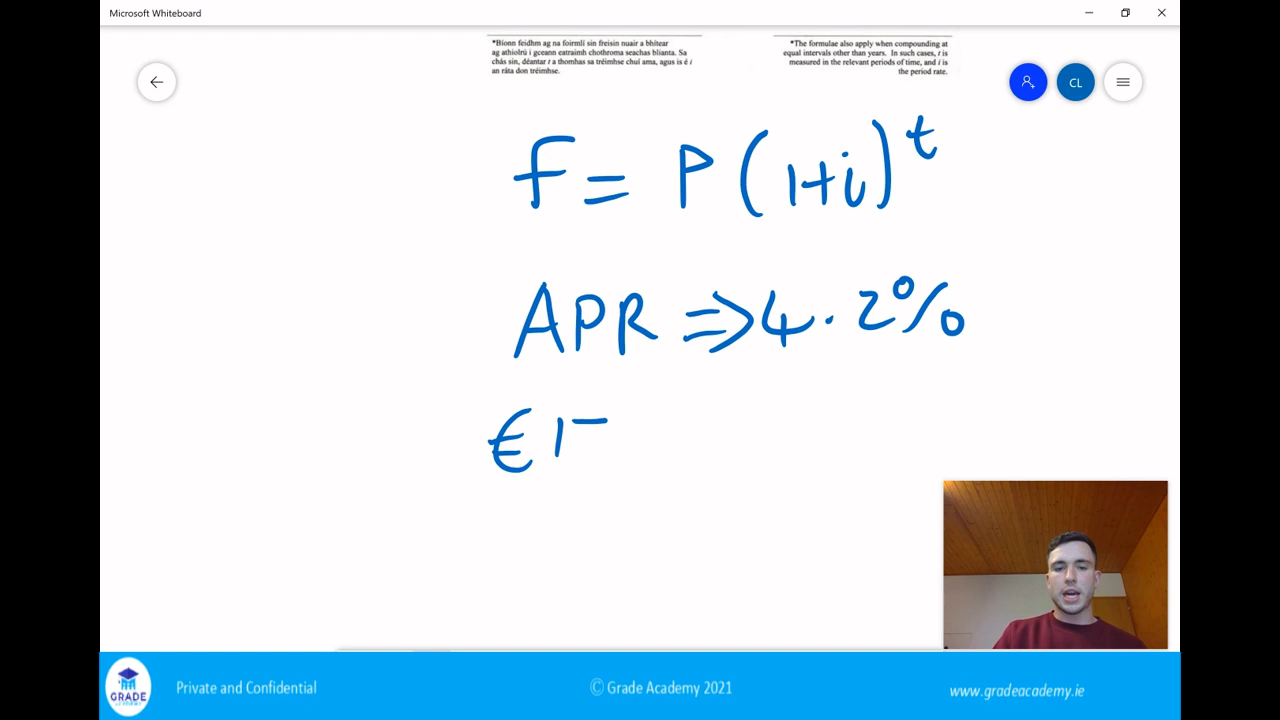 Microsoft Whiteboard
*Bíonn feidhm ag na foirmlí sin freisin nuair a bhítear
ag athiolrú i gceann eatraimh chothroma seachas blianta. Sa
chás sin, déantar t a thomhas sa tréimhse chuí ama, agus is é i
an ráta don tréimhse.
*The formulae also apply when compounding at
equal intervals other than years. In such cases, t is
measured in the relevant periods of time, and i is
the period rate.
CL
F = P (1+i)^t
APR ⇒ 4.2%
€ 1
GRADE
Private and Confidential
© Grade Academy 2021
www.gradeacademy.ie